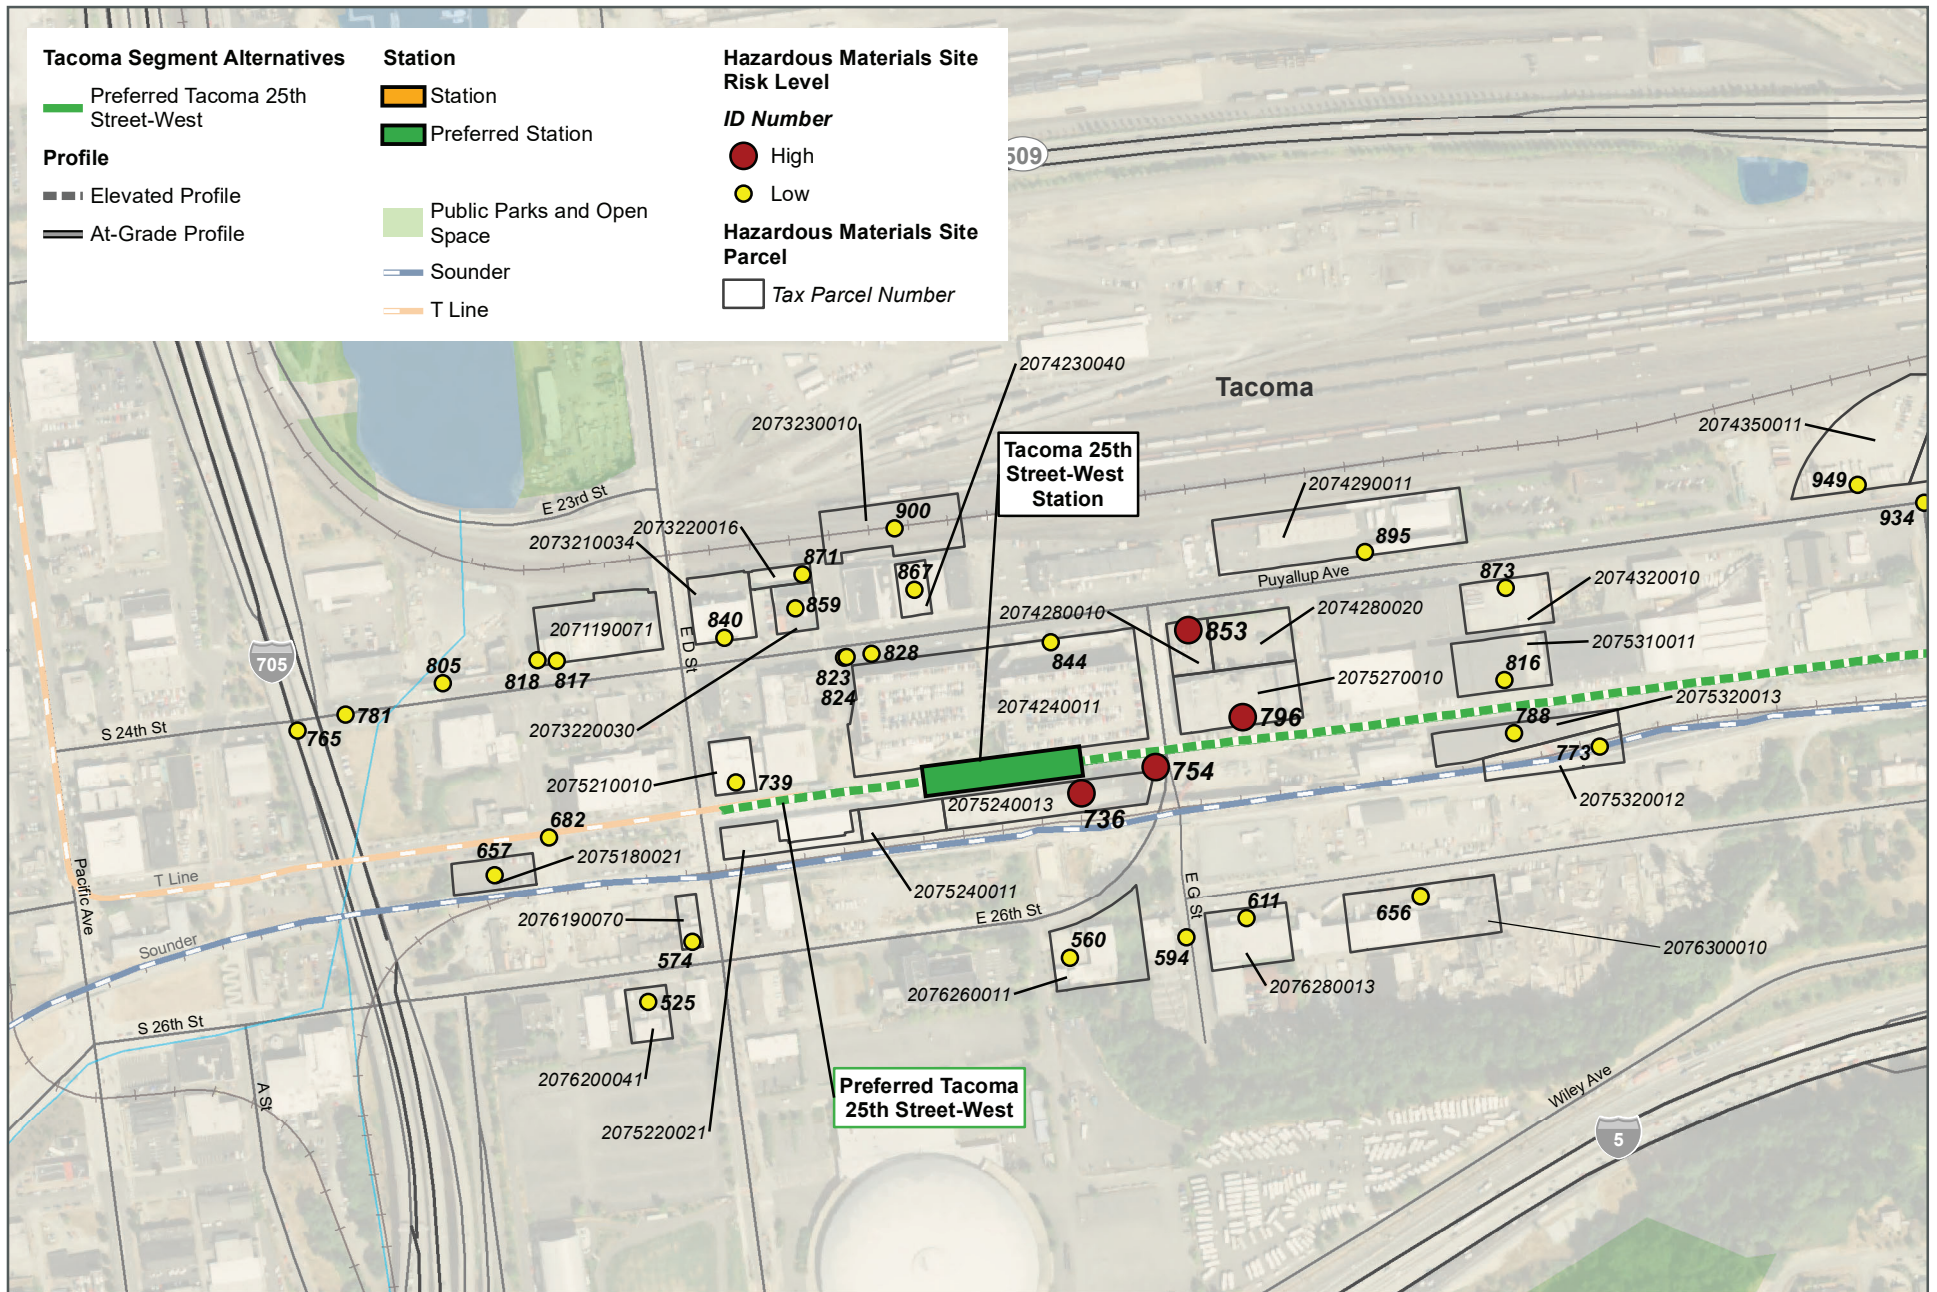 Tacoma Segment Alternatives
Preferred Tacoma 25th
Street-West
Profile
Elevated Profile
At-Grade Profile
Station
Station
Preferred Station
Public Parks and Open
Space
Sounder
T Line
Hazardous Materials Site
Risk Level
ID Number
High
Low
Hazardous Materials Site
Parcel
Tax Parcel Number
509
2074230040
Tacoma
2073230010
2074350011
Tacoma 25th
Street-West
Station
949
2074290011
E 23rd St
900
934
2073220016
895
2073210034
871
867
873
Puyallup Ave
2074320010
859
2074280010
2074280020
840
2071190071
853
2075310011
E D St
828
844
705
805
816
818
817
823
824
2075270010
2075320013
2074240011
781
796
788
S 24th St
765
2073220030
773
754
2075210010
739
2075320012
2075240013
736
682
657
2075180021
T Line
Pacific Ave
2075240011
E G St
611
2076190070
E 26th St
656
560
Sounder
2076300010
574
594
2076260011
2076280013
525
S 26th St
2076200041
Preferred Tacoma
25th Street-West
A St
Wiley Ave
2075220021
5